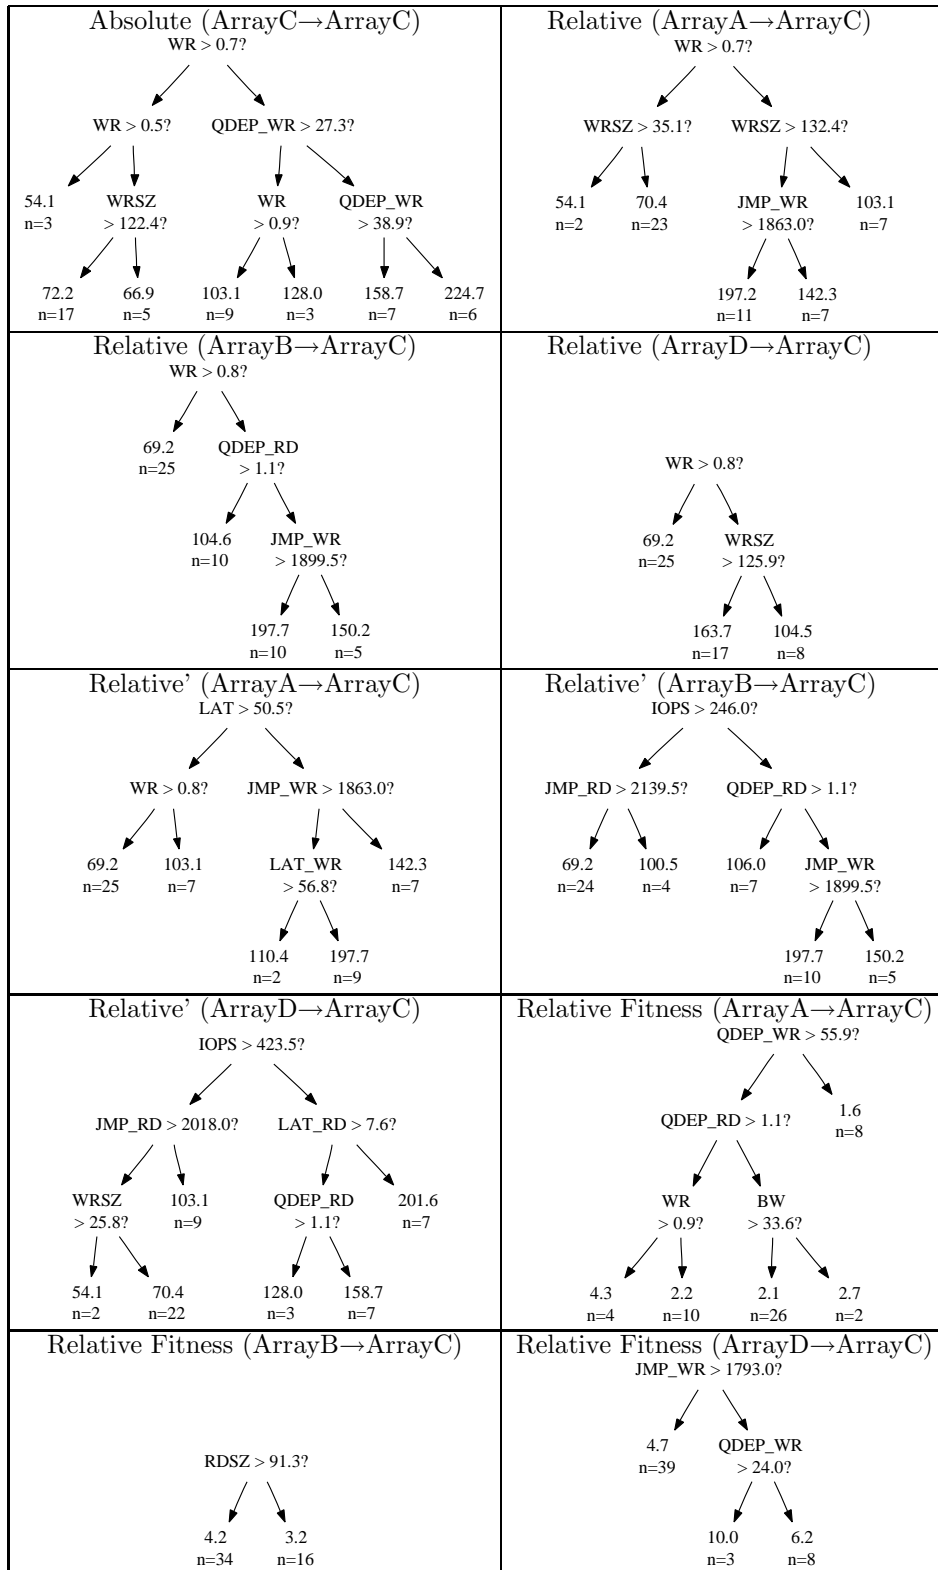 Absolute (ArrayC→ArrayC)
WR > 0.7?
WR > 0.5? QDEP_WR > 27.3?
54.1 WRSZ WR QDEP_WR
n=3 > 122.4? > 0.9? > 38.9?
72.2 66.9 103.1 128.0 158.7 224.7
n=17 n=5 n=9 n=3 n=7 n=6
Relative (ArrayA→ArrayC)
WR > 0.7?
WRSZ > 35.1? WRSZ > 132.4?
54.1 70.4 JMP_WR 103.1
n=2 n=23 > 1863.0? n=7
197.2 142.3
n=11 n=7
Relative (ArrayB→ArrayC)
WR > 0.8?
69.2 QDEP_RD
n=25 > 1.1?
104.6 JMP_WR
n=10 > 1899.5?
197.7 150.2
n=10 n=5
Relative (ArrayD→ArrayC)
WR > 0.8?
69.2 WRSZ
n=25 > 125.9?
163.7 104.5
n=17 n=8
Relative' (ArrayA→ArrayC)
LAT > 50.5?
WR > 0.8? JMP_WR > 1863.0?
69.2 103.1 LAT_WR 142.3
n=25 n=7 > 56.8? n=7
110.4 197.7
n=2 n=9
Relative' (ArrayB→ArrayC)
IOPS > 246.0?
JMP_RD > 2139.5? QDEP_RD > 1.1?
69.2 100.5 106.0 JMP_WR
n=24 n=4 n=7 > 1899.5?
197.7 150.2
n=10 n=5
Relative' (ArrayD→ArrayC)
IOPS > 423.5?
JMP_RD > 2018.0? LAT_RD > 7.6?
WRSZ 103.1 QDEP_RD 201.6
> 25.8? n=9 > 1.1? n=7
54.1 70.4 128.0 158.7
n=2 n=22 n=3 n=7
Relative Fitness (ArrayA→ArrayC)
QDEP_WR > 55.9?
QDEP_RD > 1.1? 1.6
n=8
WR BW
> 0.9? > 33.6?
4.3 2.2 2.1 2.7
n=4 n=10 n=26 n=2
Relative Fitness (ArrayB→ArrayC)
RDSZ > 91.3?
4.2 3.2
n=34 n=16
Relative Fitness (ArrayD→ArrayC)
JMP_WR > 1793.0?
4.7 QDEP_WR
n=39 > 24.0?
10.0 6.2
n=3 n=8